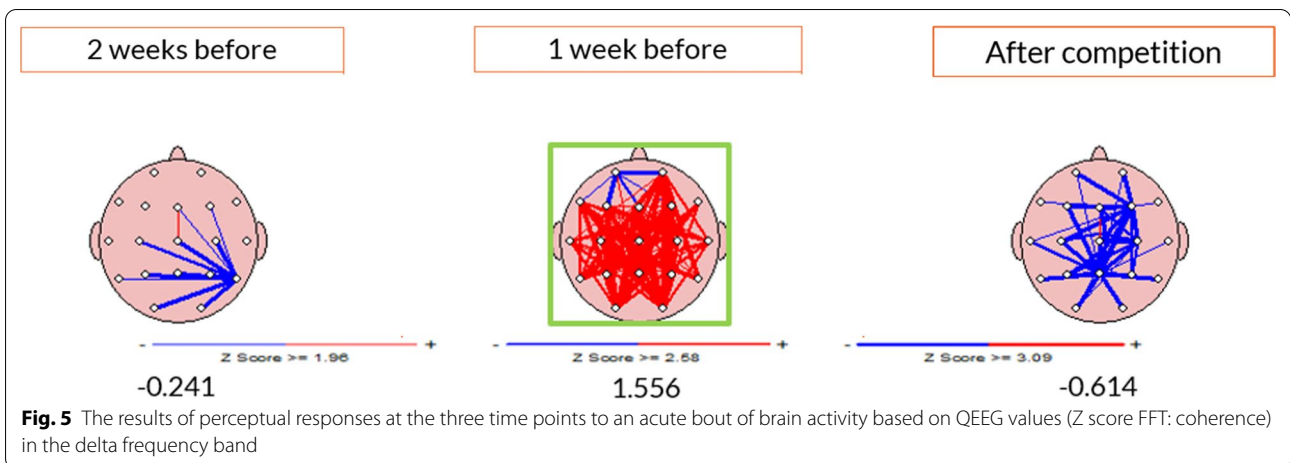 2 weeks before
1 week before
After competition
- +
Z Score >= 1.96
- +
Z Score >= 2.58
- +
Z Score >= 3.09
-0.241
1.556
-0.614
Fig. 5 The results of perceptual responses at the three time points to an acute bout of brain activity based on QEEG values (Z score FFT: coherence)
in the delta frequency band